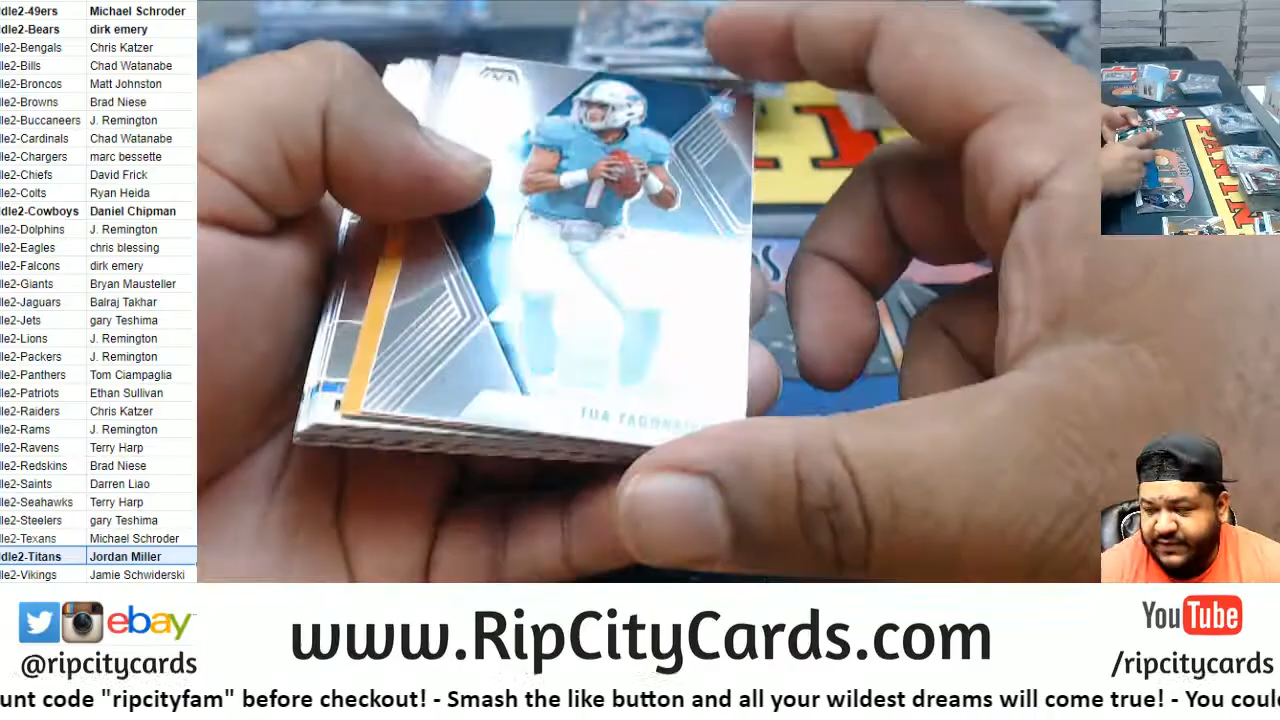 dle2-49ers Michael Schroder
dle2-Bears dirk emery
dle2-Bengals Chris Katzer
dle2-Bills Chad Watanabe
dle2-Broncos Matt Johnston
dle2-Browns Brad Niese
dle2-Buccaneers J. Remington
dle2-Cardinals Chad Watanabe
dle2-Chargers marc bessette
dle2-Chiefs David Frick
dle2-Colts Ryan Heida
dle2-Cowboys Daniel Chipman
dle2-Dolphins J. Remington
dle2-Eagles chris blessing
dle2-Falcons dirk emery
dle2-Giants Bryan Mausteller
dle2-Jaguars Balraj Takhar
dle2-Jets gary Teshima
dle2-Lions J. Remington
dle2-Packers J. Remington
dle2-Panthers Tom Ciampaglia
dle2-Patriots Ethan Sullivan
dle2-Raiders Chris Katzer
dle2-Rams J. Remington
dle2-Ravens Terry Harp
dle2-Redskins Brad Niese
dle2-Saints Darren Liao
dle2-Seahawks Terry Harp
dle2-Steelers gary Teshima
dle2-Texans Michael Schroder
dle2-Titans Jordan Miller
dle2-Vikings Jamie Schwiderski
TUA
PANINI
ebay
@ripcitycards
www.RipCityCards.com
YouTube
/ripcitycards
unt code "ripcityfam" before checkout! - Smash the like button and all your wildest dreams will come true! - You coul